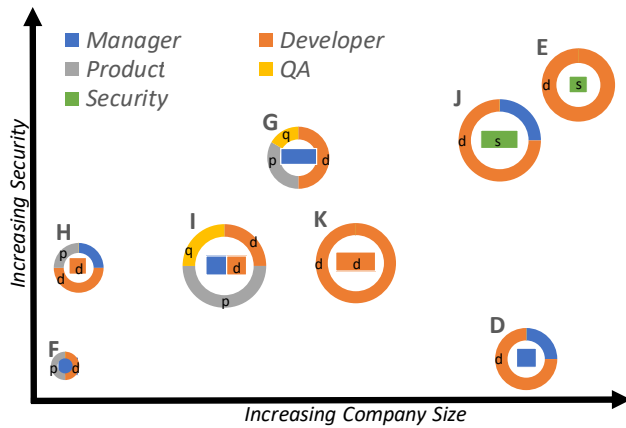 Manager
Developer
Product
QA
Security
E
d
s
J
d
s
G
q
p
d
H
p
d
d
I
q
d
d
p
K
d
d
F
p
d
D
d
Increasing Security
Increasing Company Size